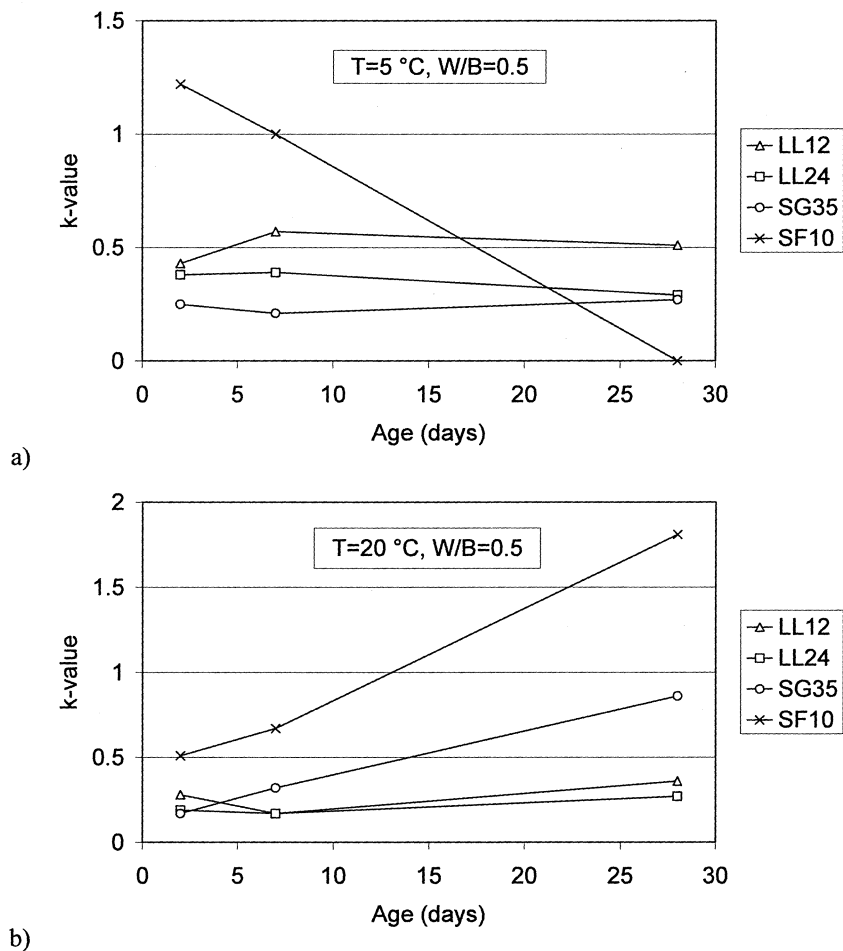 1.5
T=5 °C, W/B=0.5
1
k-value
0.5
0
0 5 10 15 20 25 30
Age (days)
LL12
LL24
SG35
SF10
a)
2
T=20 °C, W/B=0.5
1.5
1
k-value
0.5
0
0 5 10 15 20 25 30
Age (days)
LL12
LL24
SG35
SF10
b)